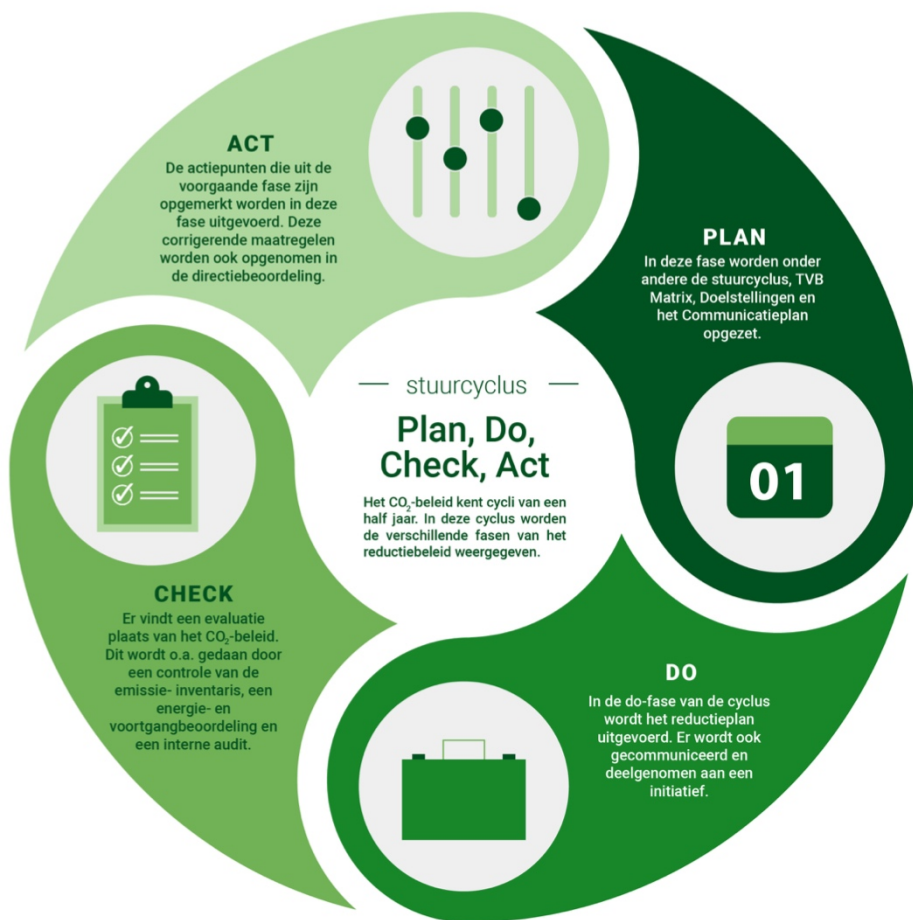 stuurcyclus
Plan, Do,
Check, Act
Het CO₂-beleid kent cycli van een
half jaar. In deze cyclus worden
de verschillende fasen van het
reductiebeleid weergegeven.
PLAN
In deze fase worden onder
andere de stuurcyclus, TVB
Matrix, Doelstellingen en
het Communicatieplan
opgezet.
01
DO
In de do-fase van de cyclus
wordt het reductieplan
uitgevoerd. Er wordt ook
gecommuniceerd en
deelgenomen aan een
initiatief.
CHECK
Er vindt een evaluatie
plaats van het CO₂-beleid.
Dit wordt o.a. gedaan door
een controle van de
emissie- inventaris, een
energie- en
voortgangbeoordeling en
een interne audit.
ACT
De actiepunten die uit de
voorgaande fase zijn
opgemerkt worden in deze
fase uitgevoerd. Deze
corrigerende maatregelen
worden ook opgenomen in
de directiebeoordeling.